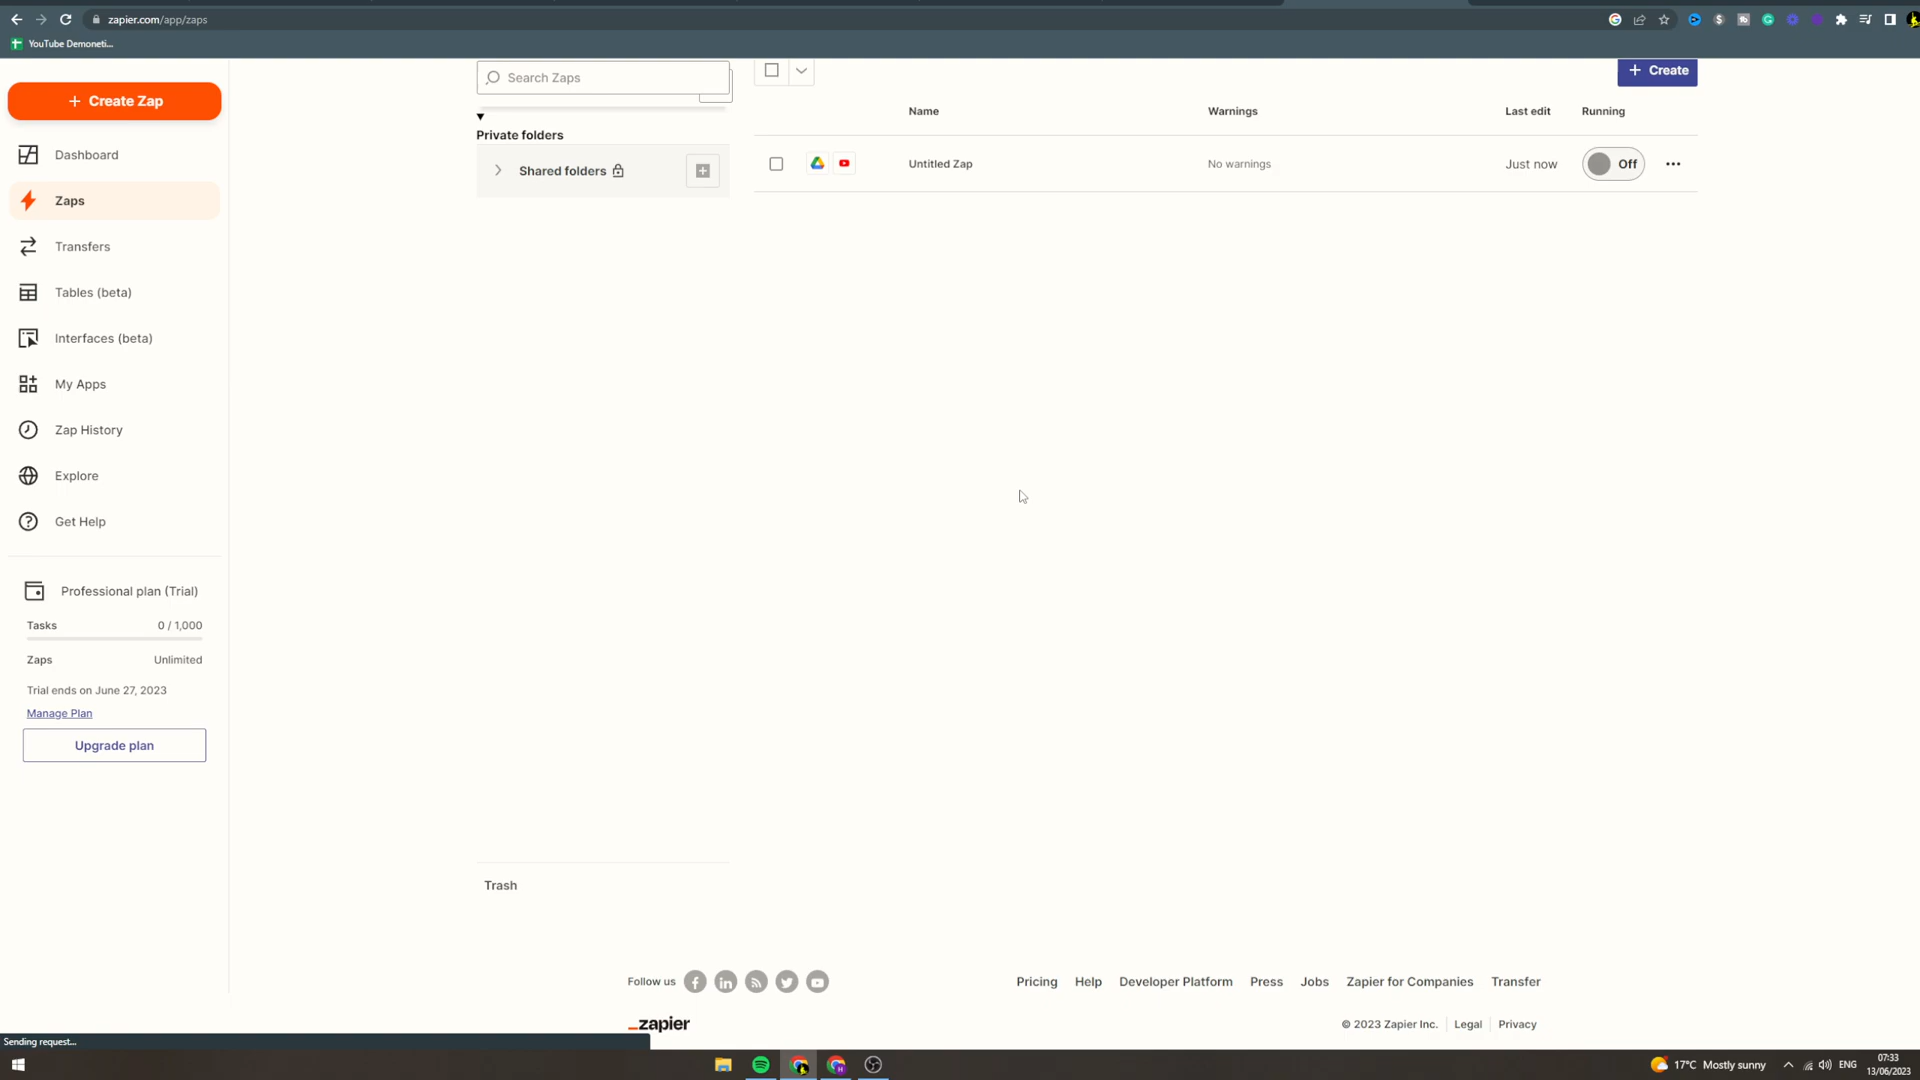 zapier.com/app/zaps
YouTube Demoneti...
+ Create Zap
Dashboard
Zaps
Transfers
Tables (beta)
Interfaces (beta)
My Apps
Zap History
Explore
Get Help
Professional plan (Trial)
Tasks 0 / 1,000
Zaps Unlimited
Trial ends on June 27, 2023
Manage Plan
Upgrade plan
Search Zaps
Private folders
Shared folders
Trash
+ Create
Name Warnings Last edit Running
Untitled Zap No warnings Just now Off
Follow us
Pricing Help Developer Platform Press Jobs Zapier for Companies Transfer
_zapier
© 2023 Zapier Inc. Legal Privacy
Sending request...
17°C Mostly sunny
ENG
07:33
13/06/2023